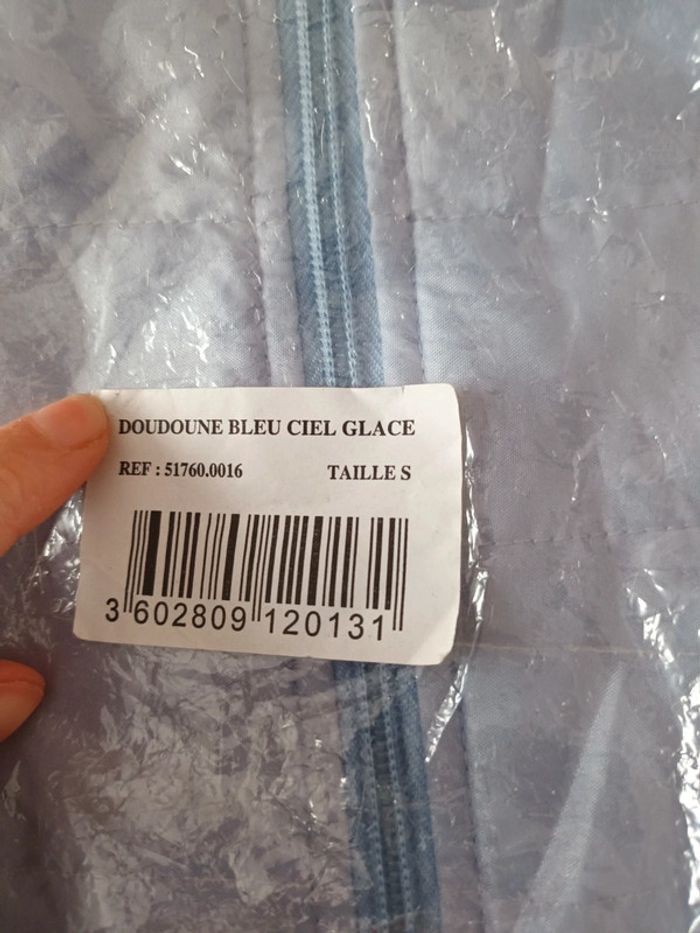 DOUDOUNE BLEU CIEL GLACE
REF : 51760.0016 TAILLE S
3 602809 120131